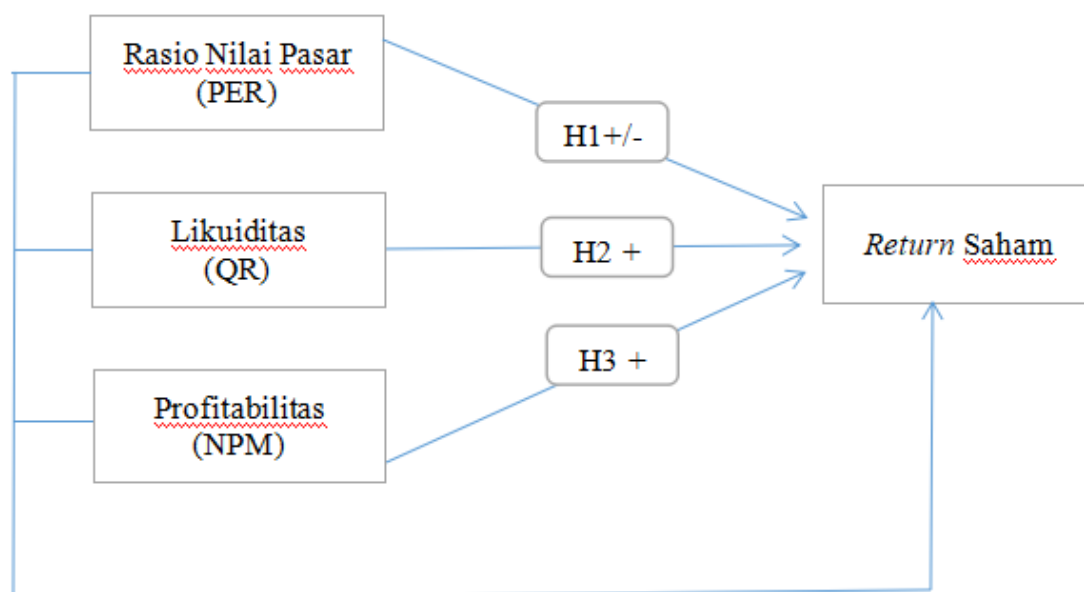 Rasio Nilai Pasar
(PER)
H1+/-
Likuiditas
(QR)
H2 +
Return Saham
H3 +
Profitabilitas
(NPM)